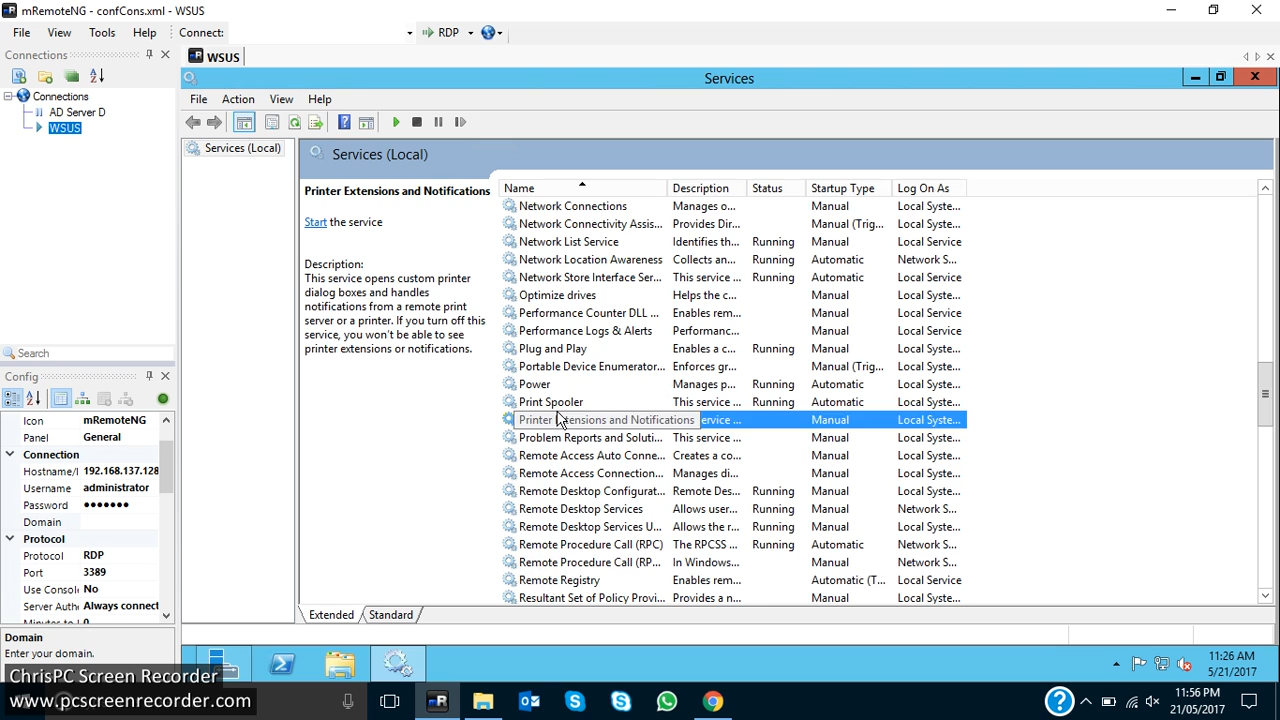 mRemoteNG - confCons.xml - WSUS
File View Tools Help Connect: RDP
Connections
WSUS
Connections
AD Server D
WSUS
Services
File Action View Help
Services (Local)
Services (Local)
Printer Extensions and Notifications
Start the service
Description:
This service opens custom printer
dialog boxes and handles
notifications from a remote print
server or a printer. If you turn off this
service, you won't be able to see
printer extensions or notifications.
Name Description Status Startup Type Log On As
Network Connections Manages o... Manual Local Syste...
Network Connectivity Assis... Provides Dir... Manual (Trig... Local Syste...
Network List Service Identifies th... Running Manual Local Service
Network Location Awareness Collects an... Running Automatic Network S...
Network Store Interface Ser... This service ... Running Automatic Local Service
Optimize drives Helps the c... Manual Local Syste...
Performance Counter DLL ... Enables rem... Manual Local Service
Performance Logs & Alerts Performanc... Manual Local Service
Plug and Play Enables a c... Running Manual Local Syste...
Portable Device Enumerator... Enforces gr... Manual (Trig... Local Syste...
Power Manages p... Running Automatic Local Syste...
Print Spooler This service ... Running Automatic Local Syste...
Printer Extensions and Notifications ervice ... Manual Local Syste...
Problem Reports and Soluti... This service ... Manual Local Syste...
Remote Access Auto Conne... Creates a co... Manual Local Syste...
Remote Access Connection... Manages di... Manual Local Syste...
Remote Desktop Configurat... Remote Des... Running Manual Local Syste...
Remote Desktop Services Allows user... Running Manual Network S...
Remote Desktop Services U... Allows the r... Running Manual Local Syste...
Remote Procedure Call (RPC) The RPCSS ... Running Automatic Network S...
Remote Procedure Call (RP... In Windows... Manual Network S...
Remote Registry Enables rem... Automatic (T... Local Service
Resultant Set of Policy Provi... Provides a n... Manual Local Syste...
Extended Standard
Search
Config
Icon mRemoteNG
Panel General
Connection
Hostname/I 192.168.137.128
Username administrator
Password ●●●●●●●
Domain
Protocol
Protocol RDP
Port 3389
Use Consol No
Server Auth Always connect
Domain
Enter your domain.
11:26 AM
5/21/2017
ChrisPC Screen Recorder
www.pcscreenrecorder.com
11:56 PM
21/05/2017